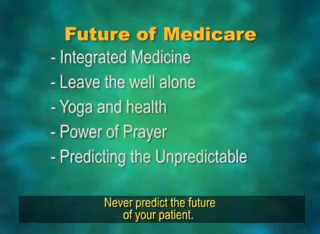 Future of Medicare
- Integrated Medicine
- Leave the well alone
- Yoga and health
- Power of Prayer
- Predicting the Unpredictable
Never predict the future
of your patient.